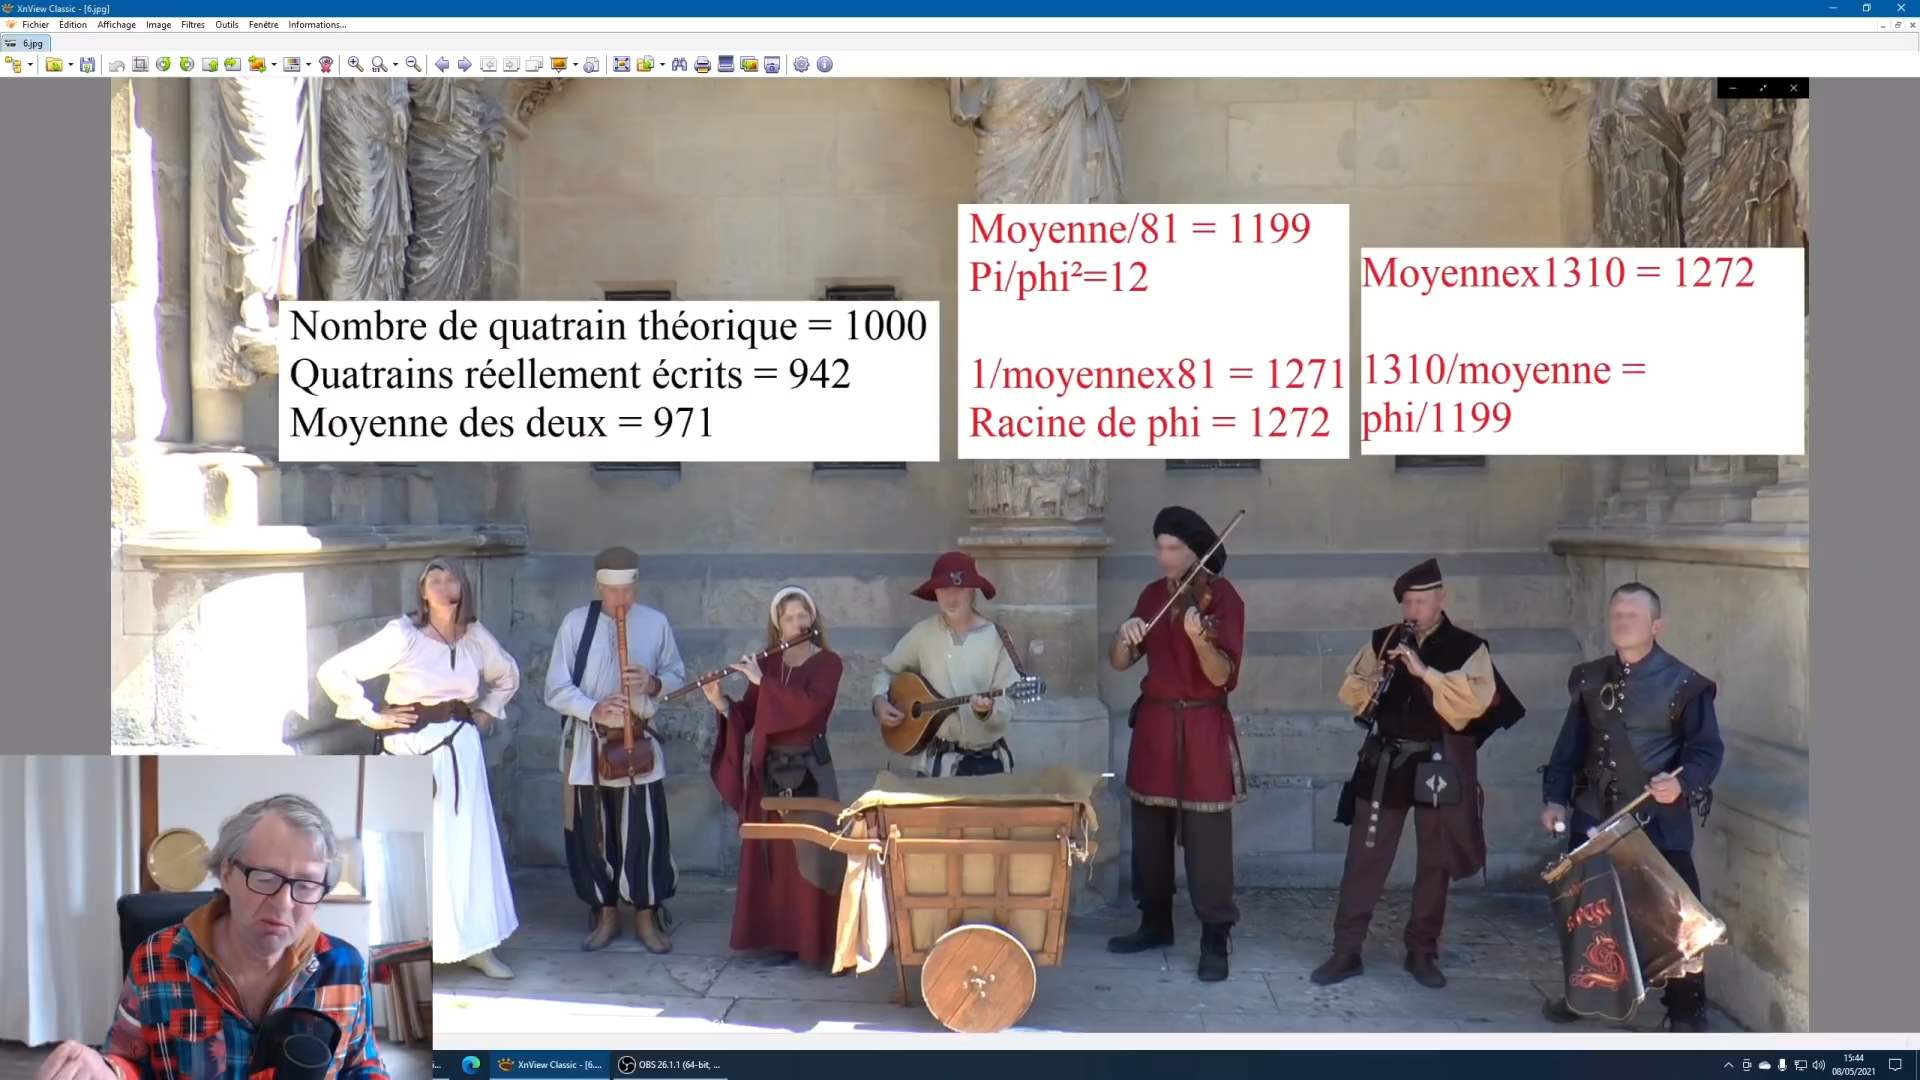 XnView Classic - [6.jpg]
Fichier Édition Affichage Image Filtres Outils Fenêtre Informations...
6.jpg
Nombre de quatrain théorique = 1000
Quatrains réellement écrits = 942
Moyenne des deux = 971
Moyenne/81 = 1199
Pi/phi²=12
1/moyennex81 = 1271
Racine de phi = 1272
Moyennex1310 = 1272
1310/moyenne =
phi/1199
saga
XnView Classic - [6....
OBS 26.1.1 (64-bit, ...
15:44
08/05/2021